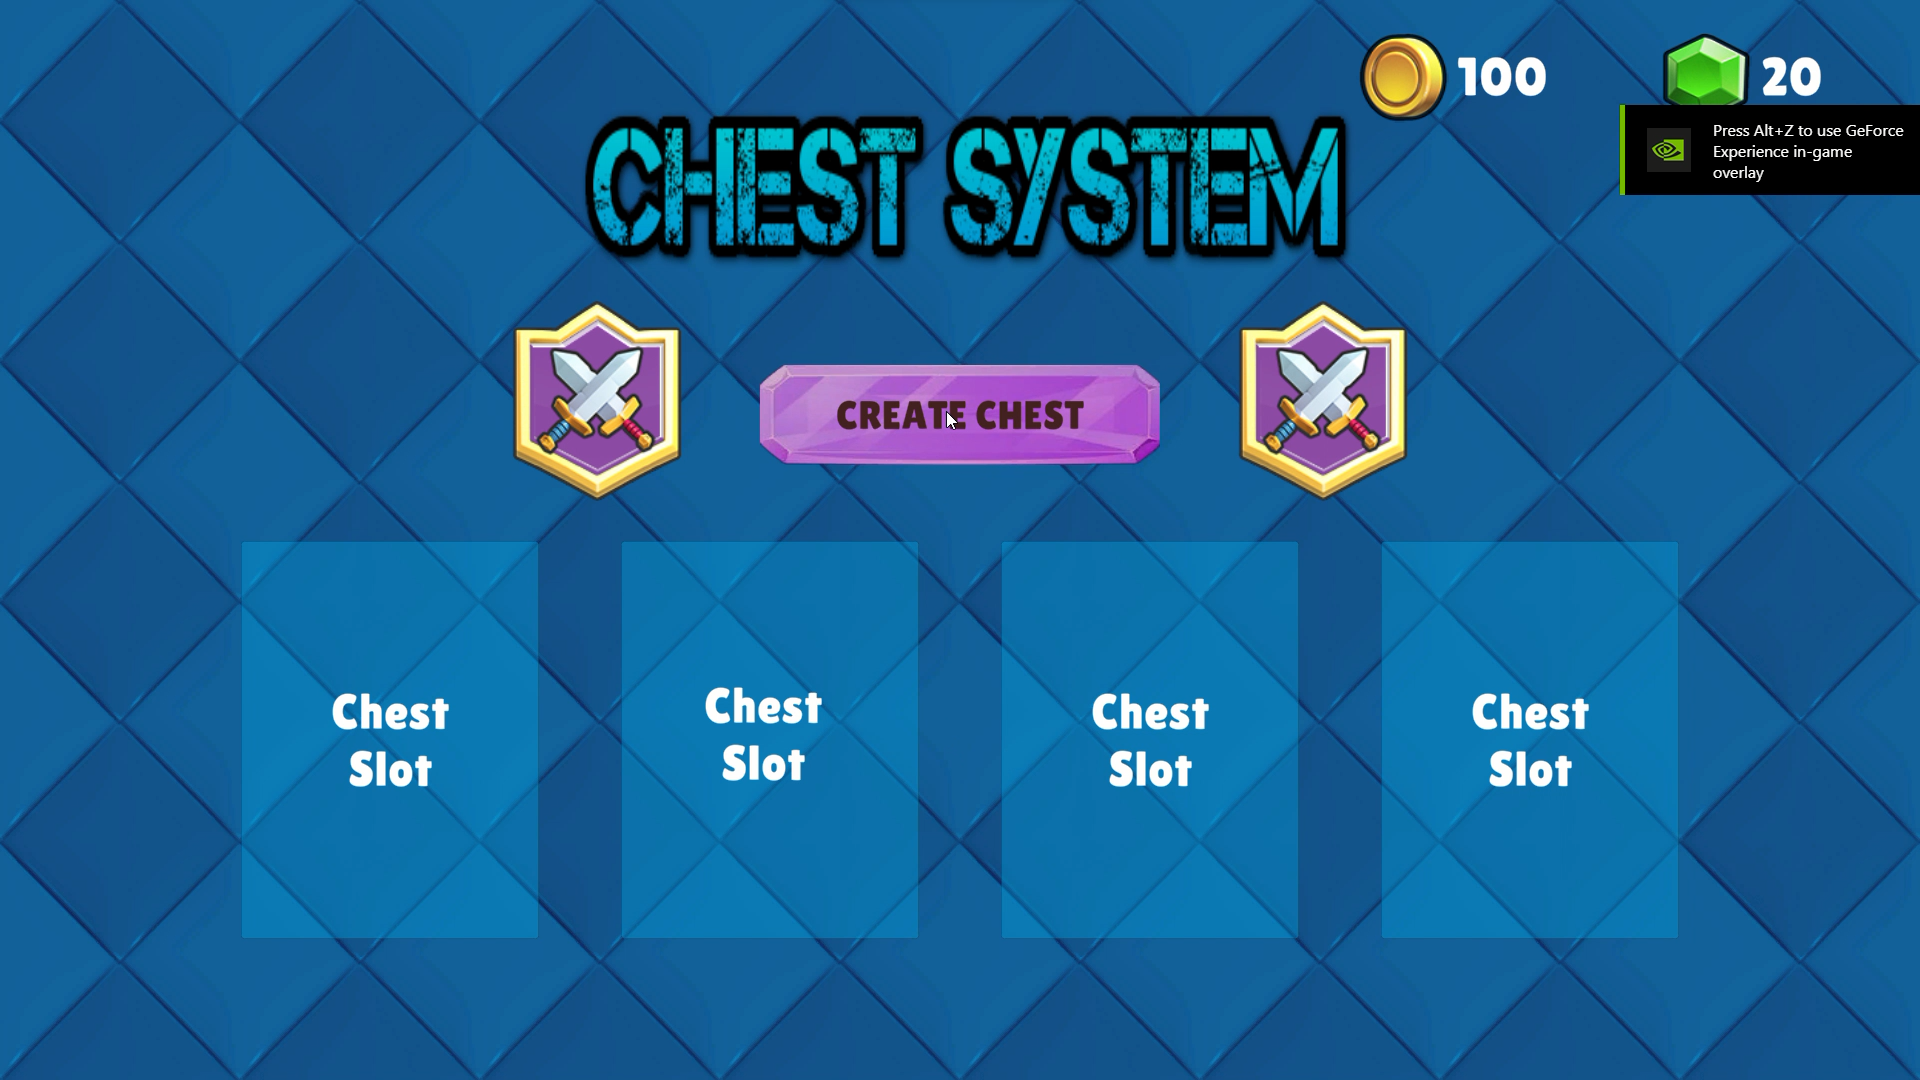 100
20
Press Alt+Z to use GeForce
Experience in-game
overlay
CHEST SYSTEM
CREATE CHEST
Chest
Slot
Chest
Slot
Chest
Slot
Chest
Slot